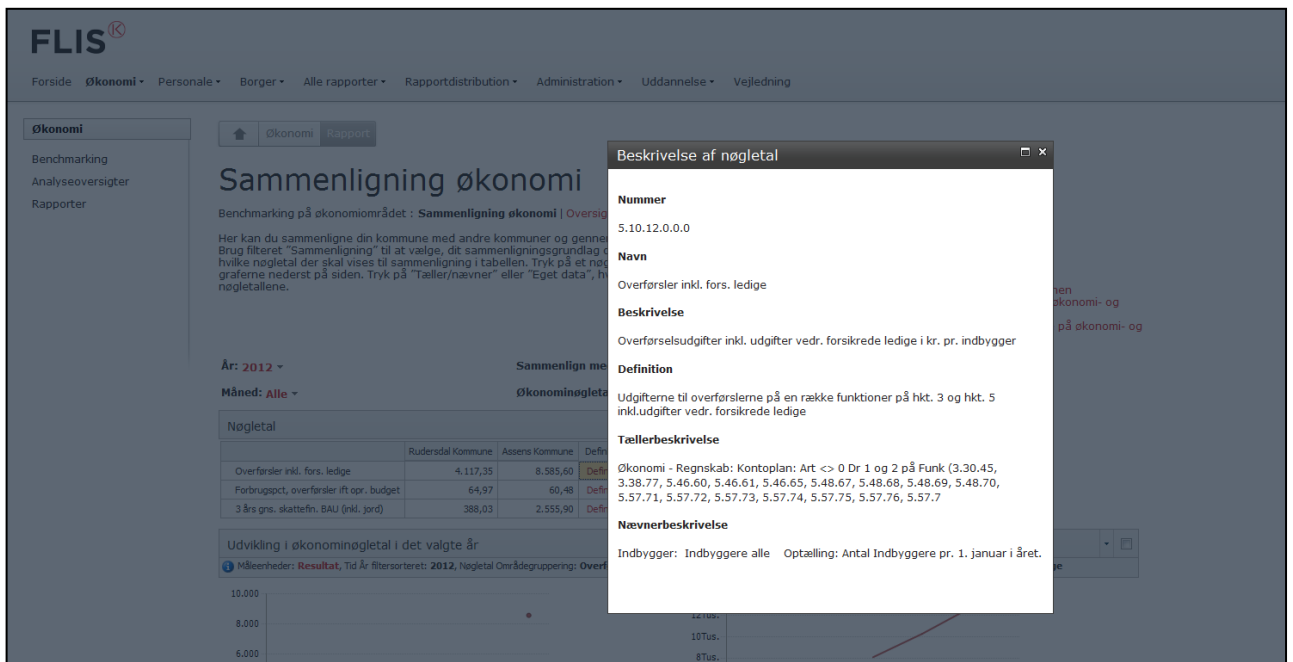 FLIS K
Forside Økonomi Personale Borger Alle rapporter Rapportdistribution Administration Uddannelse Vejledning
Økonomi
Benchmarking
Analyseoversigter
Rapporter
Økonomi Rapport
Sammenligning økonomi
Benchmarking på økonomiområdet : Sammenligning økonomi |
Her kan du sammenligne din kommune med andre kommuner og
Brug filteret "Sammenligning" til at vælge, dit sammenligningsgrundlag
hvilke nøgletal der skal vises til sammenligning i tabellen. Tryk på et
graferne nederst på siden. Tryk på "Tæller/nævner" eller "Eget data",
nøgletallene.
økonomi- og
på økonomi- og
År: 2012
Sammenlign
Måned: Alle
Nøgletal
Rudersdal Kommune Assens Kommune
Overførsler inkl. fors. ledige 4.117,35 8.585,60
Forbrugspct, overførsler ift opr. budget 64,97 60,48
3 års gns. skattefin. BAU (inkl. jord) 388,03 2.555,90
Udvikling i økonominøgletal i det valgte år
Måleenheder: Resultat, Tid År filtersorteret: 2012, Nøgletal Områdegruppering:
10.000
8.000
6.000
12Tus.
10Tus.
8Tus.
Beskrivelse af nøgletal
Nummer
5.10.12.0.0.0
Navn
Overførsler inkl. fors. ledige
Beskrivelse
Overførselsudgifter inkl. udgifter vedr. forsikrede ledige i kr. pr. indbygger
Definition
Udgifterne til overførslerne på en række funktioner på hkt. 3 og hkt. 5
inkl.udgifter vedr. forsikrede ledige
Tællerbeskrivelse
Økonomi - Regnskab: Kontoplan: Art <> 0 Dr 1 og 2 på Funk (3.30.45,
3.38.77, 5.46.60, 5.46.61, 5.46.65, 5.48.67, 5.48.68, 5.48.69, 5.48.70,
5.57.71, 5.57.72, 5.57.73, 5.57.74, 5.57.75, 5.57.76, 5.57.7
Nævnerbeskrivelse
Indbygger: Indbyggere alle Optælling: Antal Indbyggere pr. 1. januar i året.